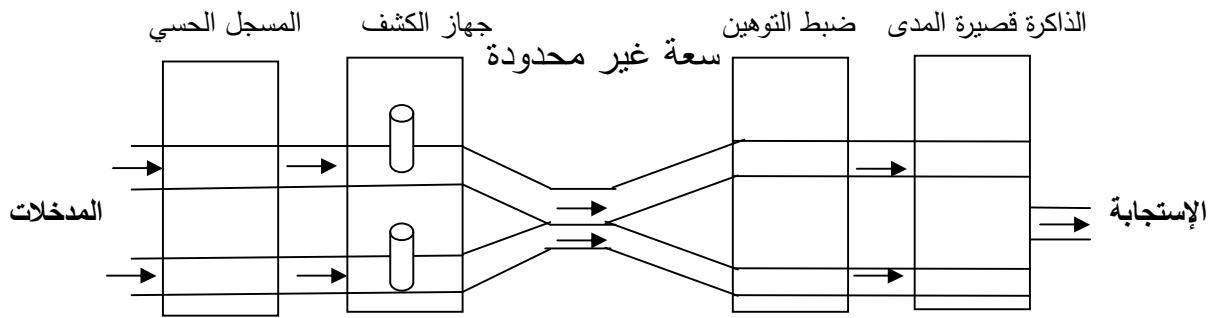 المسجل الحسي
جهاز الكشف
سعة غير محدودة
ضبط التوهين
الذاكرة قصيرة المدى
المدخلات
الإستجابة